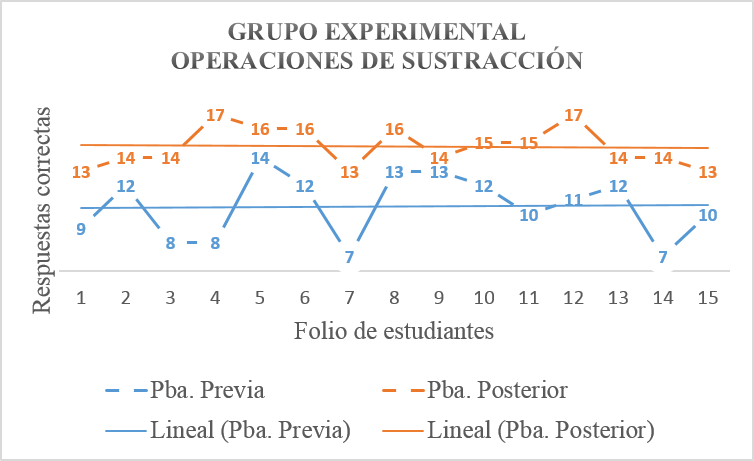 GRUPO EXPERIMENTAL
OPERACIONES DE SUSTRACCIÓN
Respuestas correctas
13 14 14 17 16 16 13 16 14 15 15 17 14 14 13
9 12 8 8 14 12 7 13 13 12 10 11 12 7 10
1 2 3 4 5 6 7 8 9 10 11 12 13 14 15
Folio de estudiantes
Pba. Previa Pba. Posterior
Lineal (Pba. Previa) Lineal (Pba. Posterior)